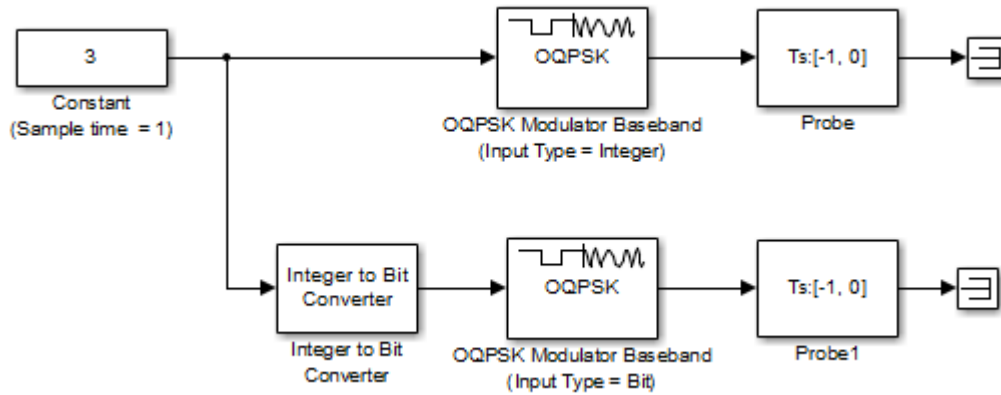 3
Constant
(Sample time = 1)
OQPSK
OQPSK Modulator Baseband
(Input Type = Integer)
Ts:[-1, 0]
Probe
Integer to Bit
Converter
Integer to Bit
Converter
OQPSK
OQPSK Modulator Baseband
(Input Type = Bit)
Ts:[-1, 0]
Probe1